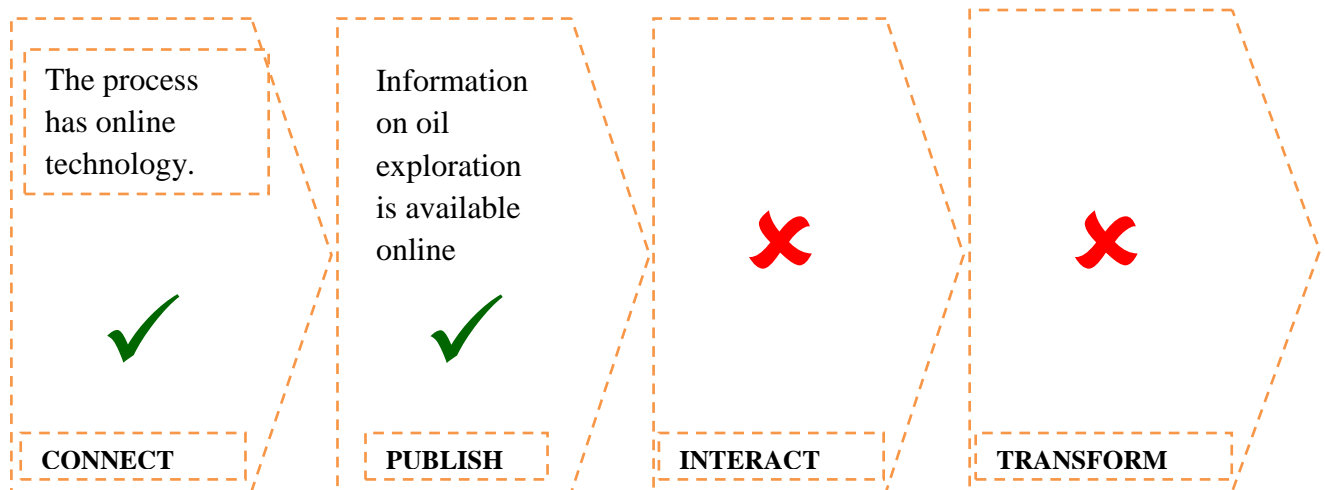 The process
has online
technology.
Information
on oil
exploration
is available
online
CONNECT
PUBLISH
INTERACT
TRANSFORM